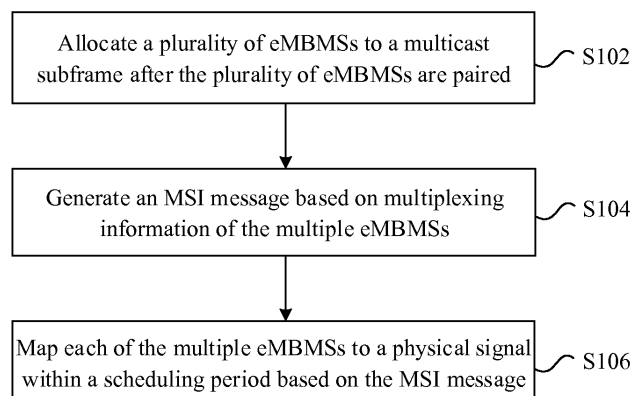 Allocate a plurality of eMBMSs to a multicast
subframe after the plurality of eMBMSs are paired
S102
Generate an MSI message based on multiplexing
information of the multiple eMBMSs
S104
Map each of the multiple eMBMSs to a physical signal
within a scheduling period based on the MSI message
S106